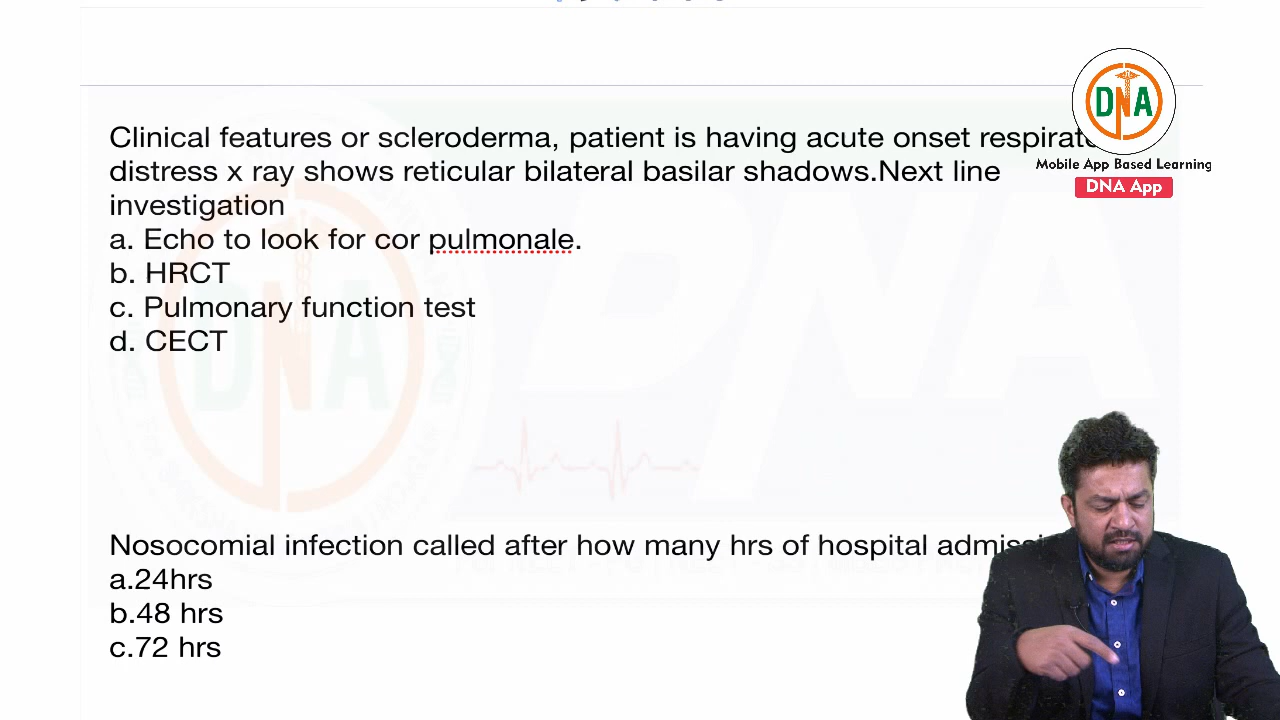 Clinical features or scleroderma, patient is having acute onset
distress x ray shows reticular bilateral basilar shadows.Next line
investigation
a. Echo to look for cor pulmonale.
b. HRCT
c. Pulmonary function test
d. CECT
Nosocomial infection called after how many hrs of hospital
a.24hrs
b.48 hrs
c.72 hrs
DNA
Mobile App Based Learning
DNA App
DNA
DNA